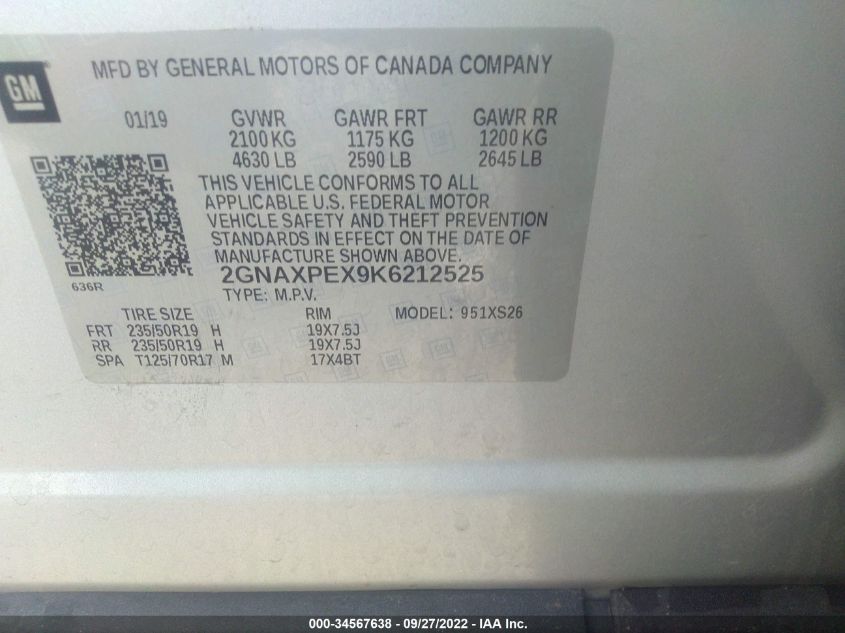 GM
MFD BY GENERAL MOTORS OF CANADA COMPANY
01/19 GVWR GAWR FRT GAWR RR
2100 KG 1175 KG 1200 KG
4630 LB 2590 LB 2645 LB
THIS VEHICLE CONFORMS TO ALL
APPLICABLE U.S. FEDERAL MOTOR
VEHICLE SAFETY AND THEFT PREVENTION
STANDARDS IN EFFECT ON THE DATE OF
MANUFACTURE SHOWN ABOVE.
636R
2GNAXPEX9K6212525
TYPE: M.P.V.
TIRE SIZE RIM MODEL: 951XS26
FRT 235/50R19 H 19X7.5J
RR 235/50R19 H 19X7.5J
SPA T125/70R17 M 17X4BT
000-34567638 - 09/27/2022 - IAA Inc.